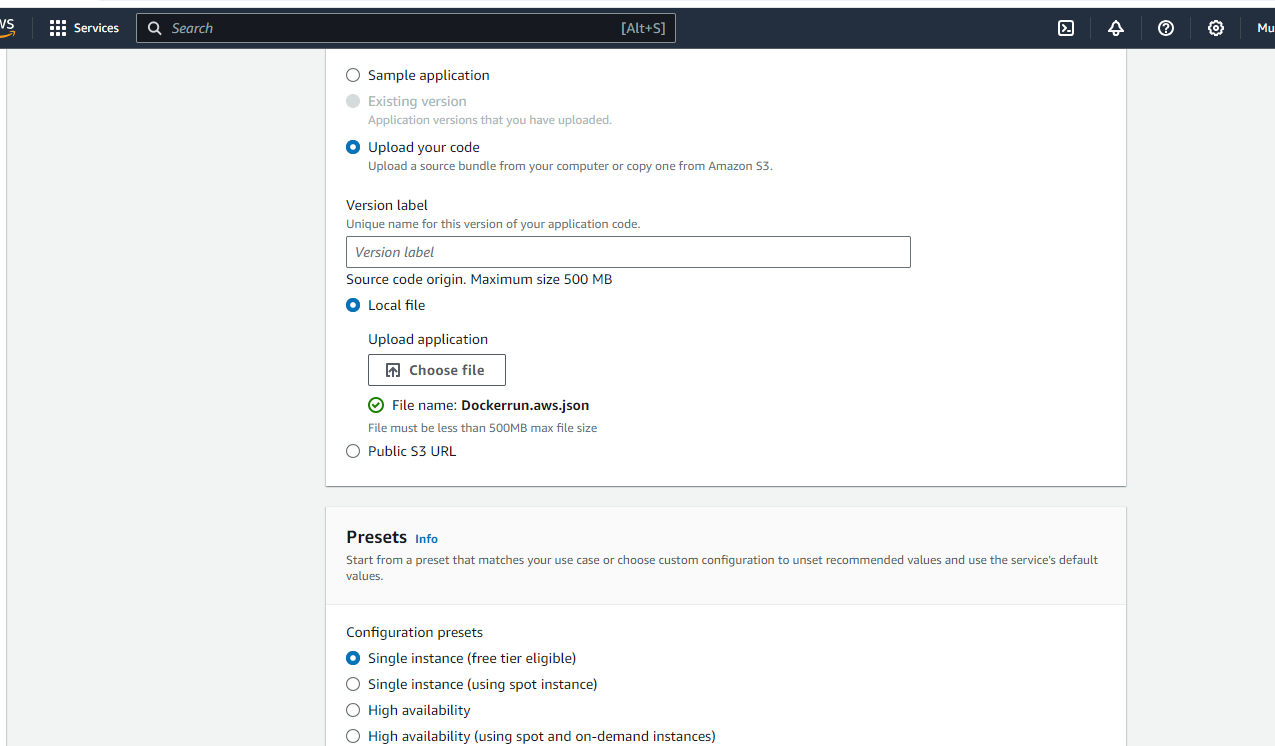 Services
Search
[Alt+S]
Sample application
Existing version
Application versions that you have uploaded.
Upload your code
Upload a source bundle from your computer or copy one from Amazon S3.
Version label
Unique name for this version of your application code.
Version label
Source code origin. Maximum size 500 MB
Local file
Upload application
Choose file
File name: Dockerrun.aws.json
File must be less than 500MB max file size
Public S3 URL
Presets Info
Start from a preset that matches your use case or choose custom configuration to unset recommended values and use the service's default
values.
Configuration presets
Single instance (free tier eligible)
Single instance (using spot instance)
High availability
High availability (using spot and on-demand instances)